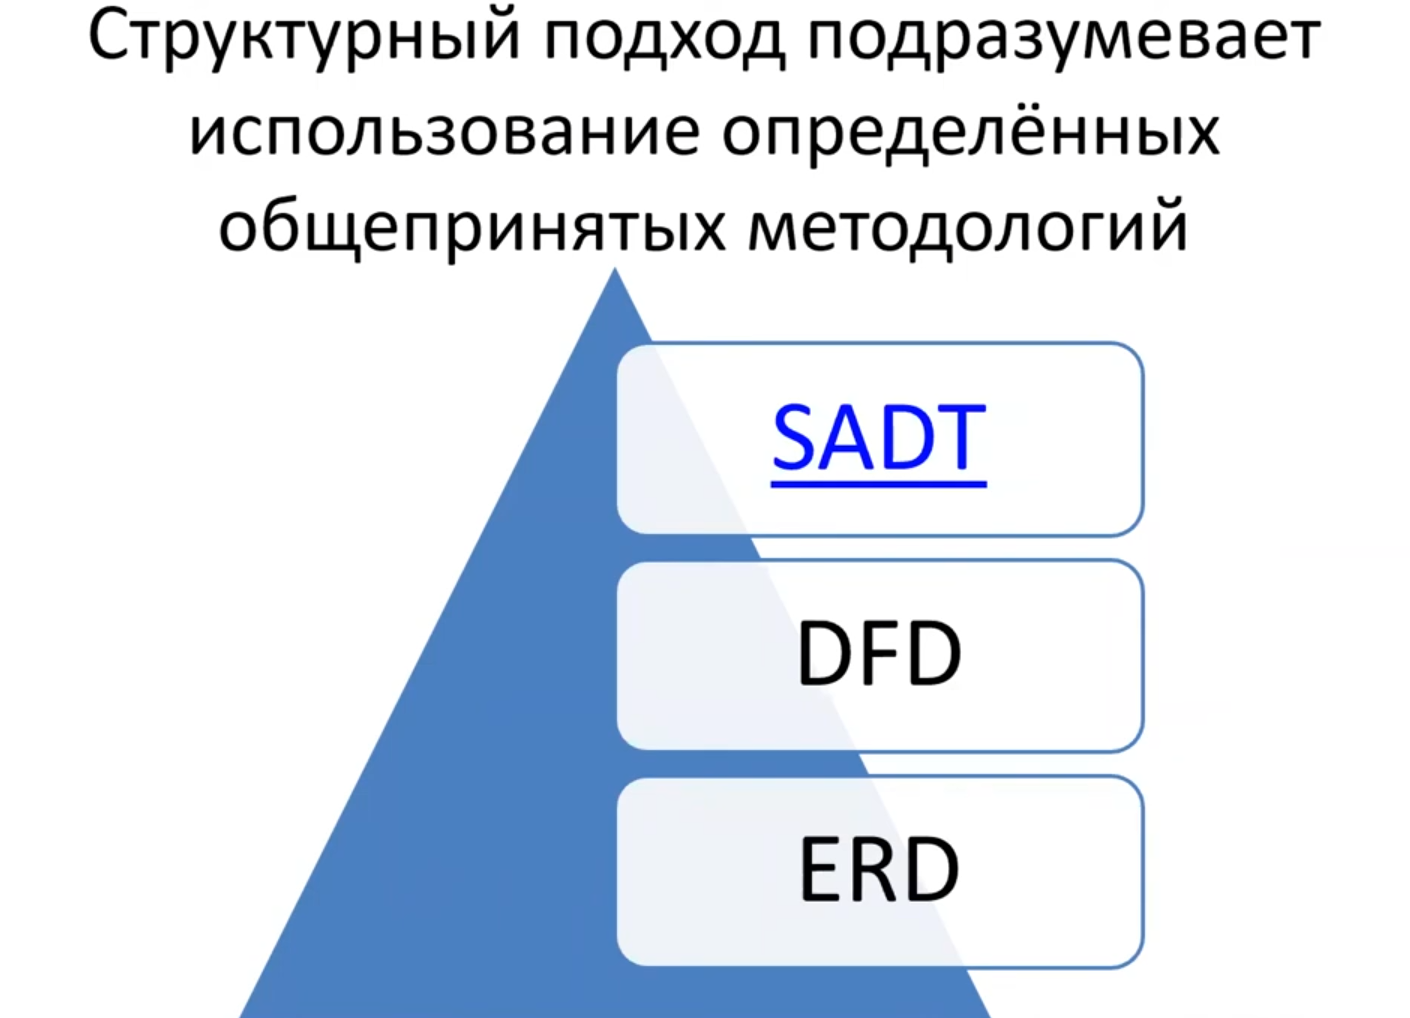 Структурный подход подразумевает
использование определённых
общепринятых методологий
SADT
DFD
ERD